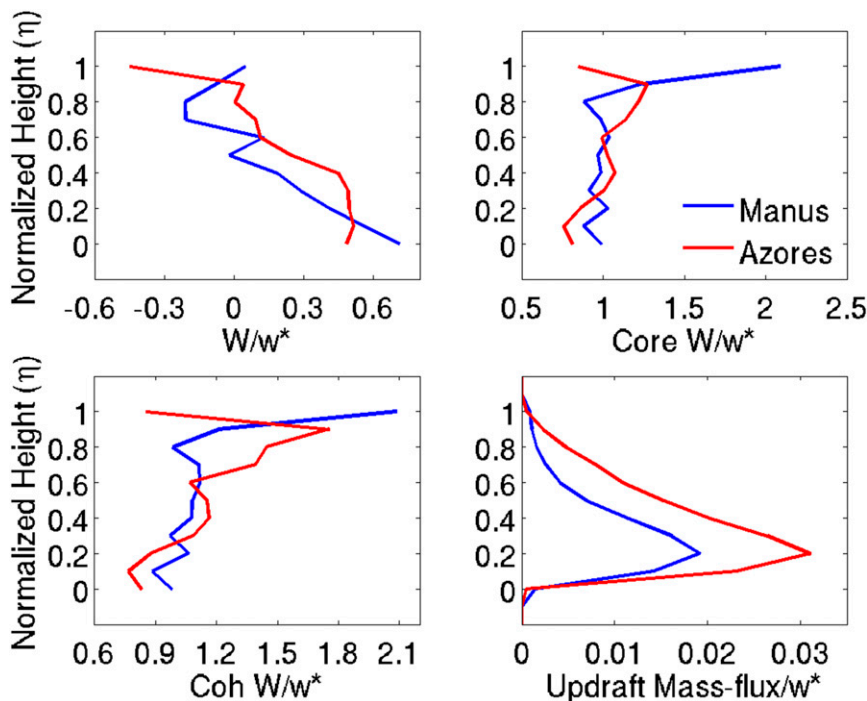 Normalized Height (η)
1
0.8
0.6
0.4
0.2
0
-0.6 -0.3 0 0.3 0.6
W/w*
1
0.8
0.6
0.4
0.2
0
Manus
Azores
0.5 1 1.5 2 2.5
Core W/w*
Normalized Height (η)
1
0.8
0.6
0.4
0.2
0
0.6 0.9 1.2 1.5 1.8 2.1
Coh W/w*
1
0.8
0.6
0.4
0.2
0
0 0.01 0.02 0.03
Updraft Mass-flux/w*